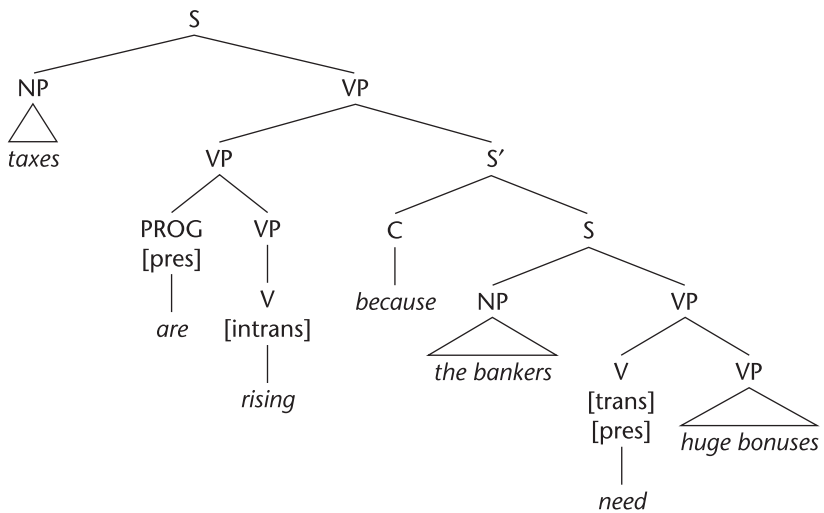 S
NP VP
taxes VP S′
PROG VP C S
[pres]
V because NP VP
are [intrans]
the bankers V VP
rising [trans]
[pres] huge bonuses
need